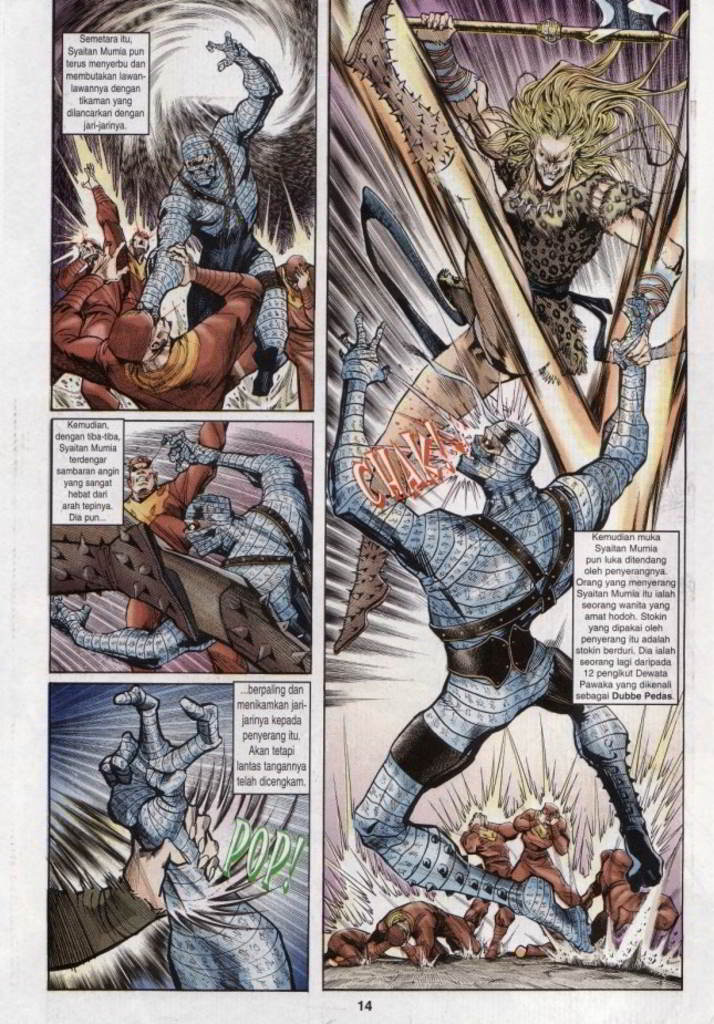 Semetara itu,
Syaitan Mumia pun
terus menyerbu dan
membutakan lawan-
lawannya dengan
tikaman yang
dilancarkan dengan
jari-jarinya.
Kemudian,
dengan tiba-tiba,
Syaitan Mumia
terdengar
sambaran angin
yang sangat
hebat dari
arah tepinya.
Dia pun...
...berpaling dan
menikamkan jari-
jarinya kepada
penyerang itu.
Akan tetapi
lantas tangannya
telah dicengkam.
POP!
CHAK!
Kemudian muka
Syaitan Mumia
pun luka ditendang
oleh penyerangnya.
Orang yang menyerang
Syaitan Mumia itu ialah
seorang wanita yang
amat hodoh. Stokin
yang dipakai oleh
penyerang itu adalah
stokin berduri. Dia ialah
seorang lagi daripada
12 pengikut Dewata
Pawaka yang dikenali
sebagai Dubbe Pedas.
14